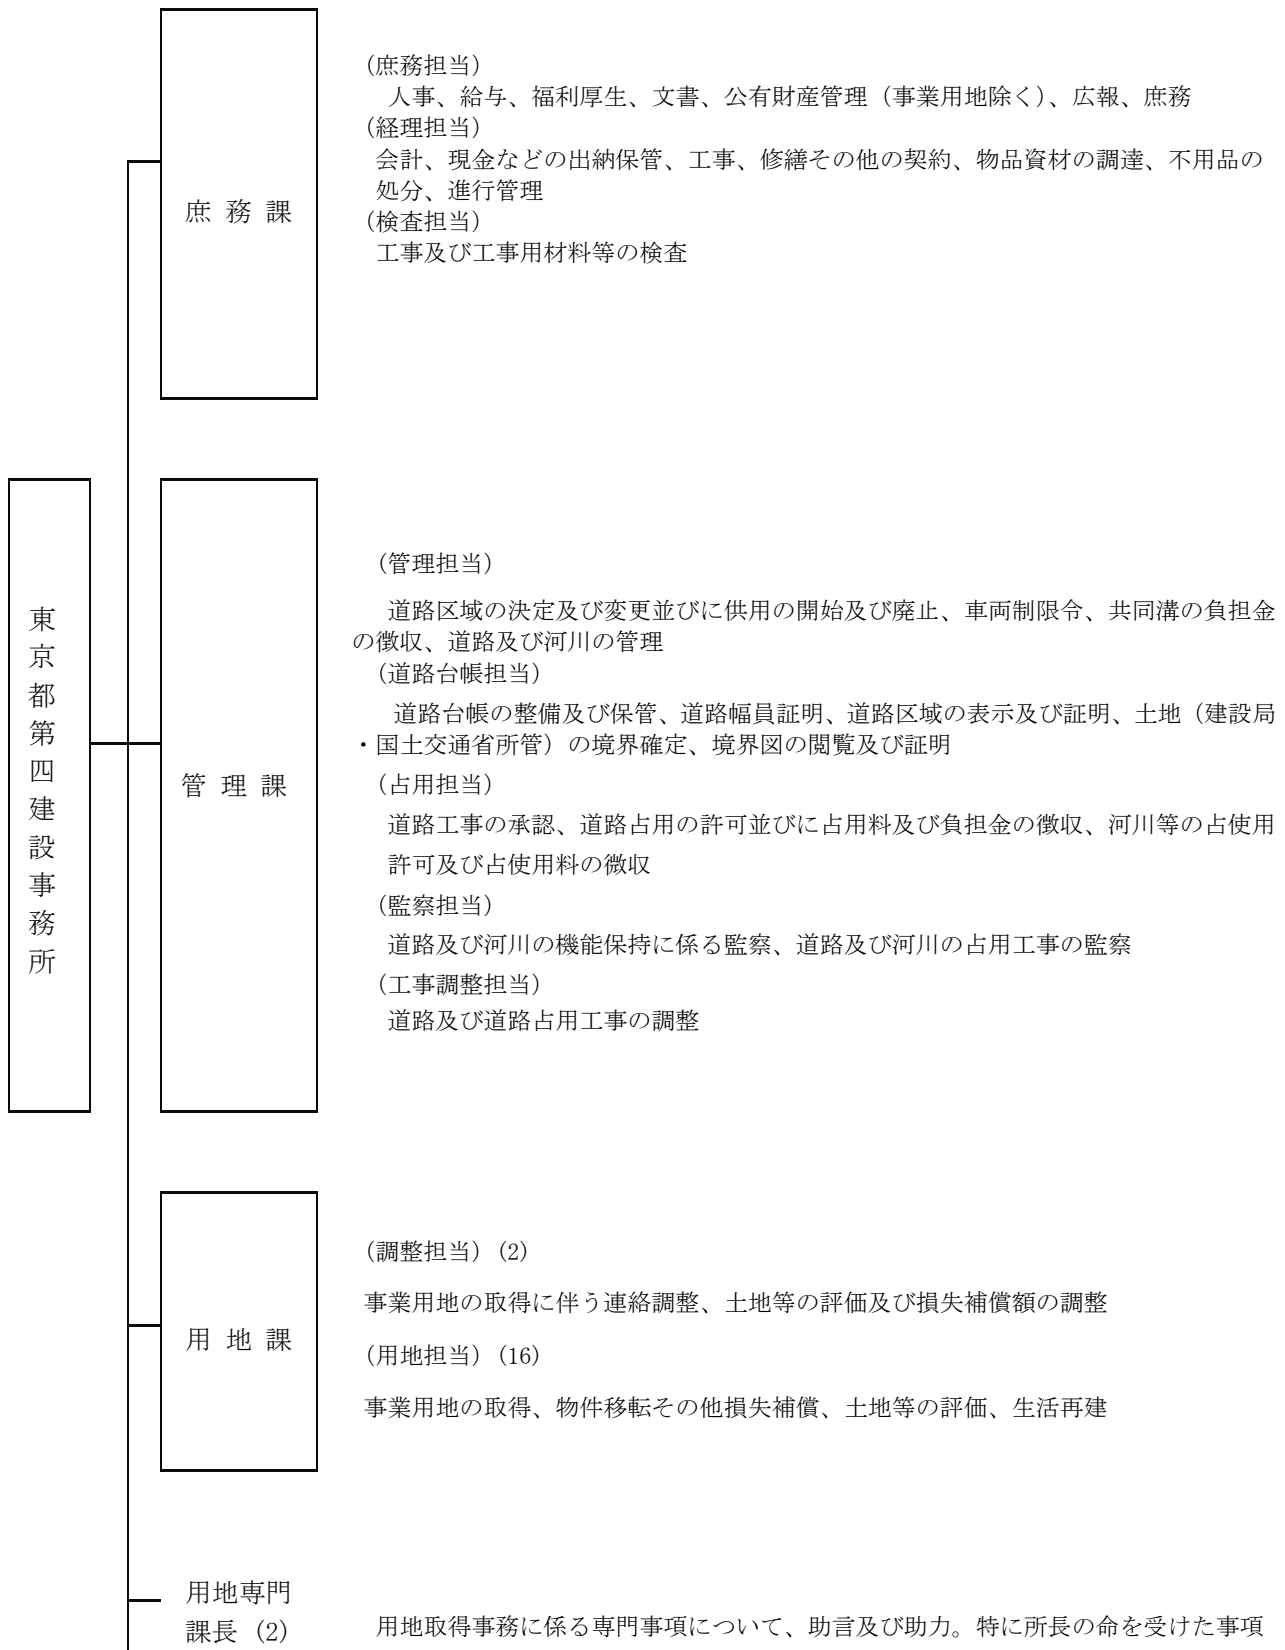 東京都第四建設事務所
庶務課
（庶務担当）
人事、給与、福利厚生、文書、公有財産管理（事業用地除く）、広報、庶務
（経理担当）
会計、現金などの出納保管、工事、修繕その他の契約、物品資材の調達、不用品の
処分、進行管理
（検査担当）
工事及び工事用材料等の検査
管理課
（管理担当）
道路区域の決定及び変更並びに供用の開始及び廃止、車両制限令、共同溝の負担金
の徴収、道路及び河川の管理
（道路台帳担当）
道路台帳の整備及び保管、道路幅員証明、道路区域の表示及び証明、土地（建設局
・国土交通省所管）の境界確定、境界図の閲覧及び証明
（占用担当）
道路工事の承認、道路占用の許可並びに占用料及び負担金の徴収、河川等の占使用
許可及び占使用料の徴収
（監察担当）
道路及び河川の機能保持に係る監察、道路及び河川の占用工事の監察
（工事調整担当）
道路及び道路占用工事の調整
用地課
（調整担当）(2)
事業用地の取得に伴う連絡調整、土地等の評価及び損失補償額の調整
（用地担当）(16)
事業用地の取得、物件移転その他損失補償、土地等の評価、生活再建
用地専門
課長 (2)
用地取得事務に係る専門事項について、助言及び助力。特に所長の命を受けた事項